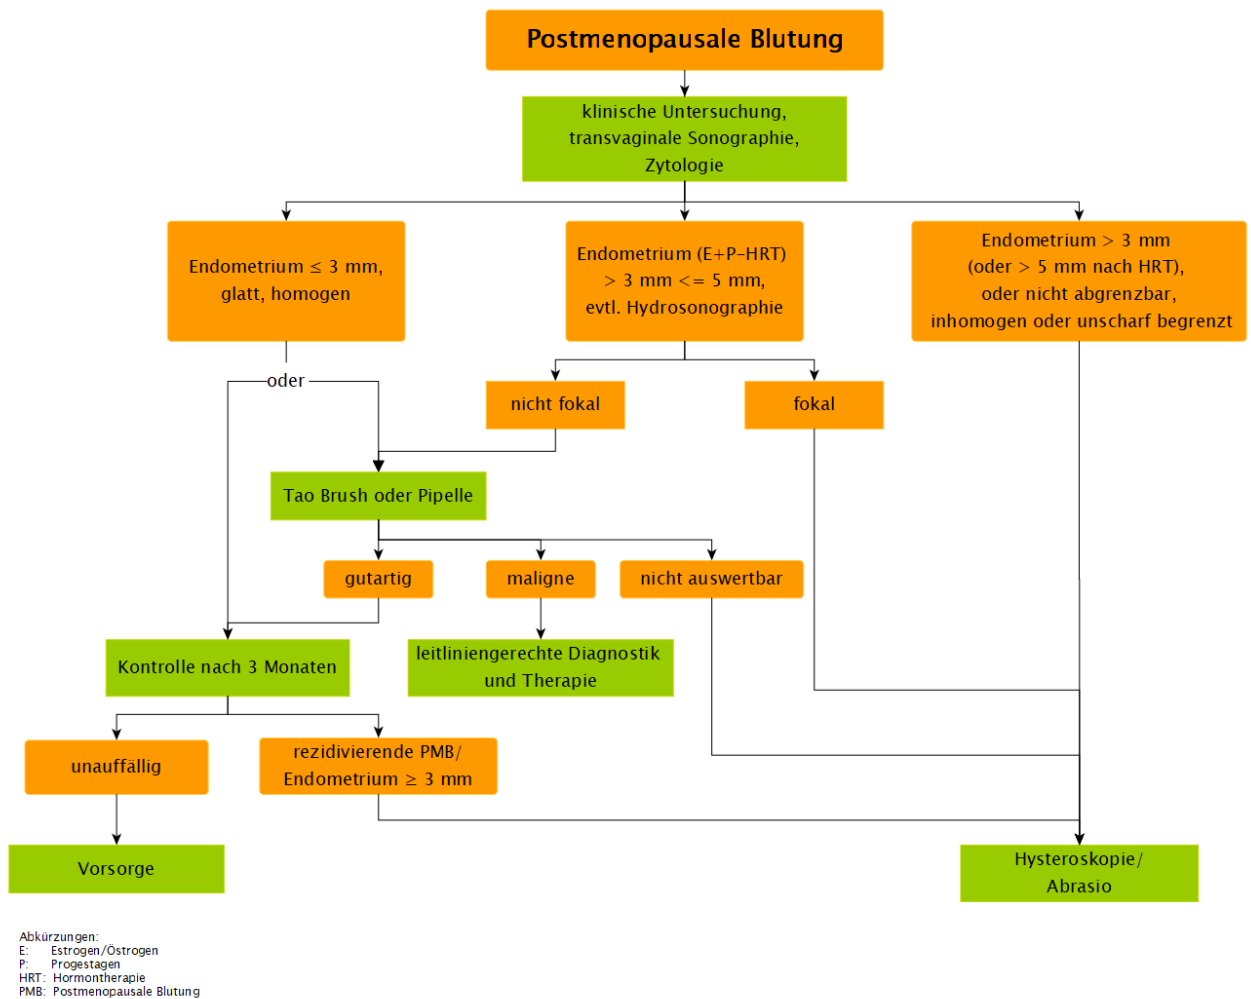 Postmenopausale Blutung
klinische Untersuchung,
transvaginale Sonographie,
Zytologie
Endometrium ≤ 3 mm,
glatt, homogen
Endometrium (E+P-HRT)
> 3 mm <= 5 mm,
evtl. Hydrosonographie
Endometrium > 3 mm
(oder > 5 mm nach HRT),
oder nicht abgrenzbar,
inhomogen oder unscharf begrenzt
oder
nicht fokal
fokal
Tao Brush oder Pipelle
gutartig
maligne
nicht auswertbar
Kontrolle nach 3 Monaten
leitliniengerechte Diagnostik
und Therapie
unauffällig
rezidivierende PMB/
Endometrium ≥ 3 mm
Vorsorge
Hysteroskopie/
Abrasio
Abkürzungen:
E: Estrogen/Östrogen
P: Progestagen
HRT: Hormontherapie
PMB: Postmenopausale Blutung